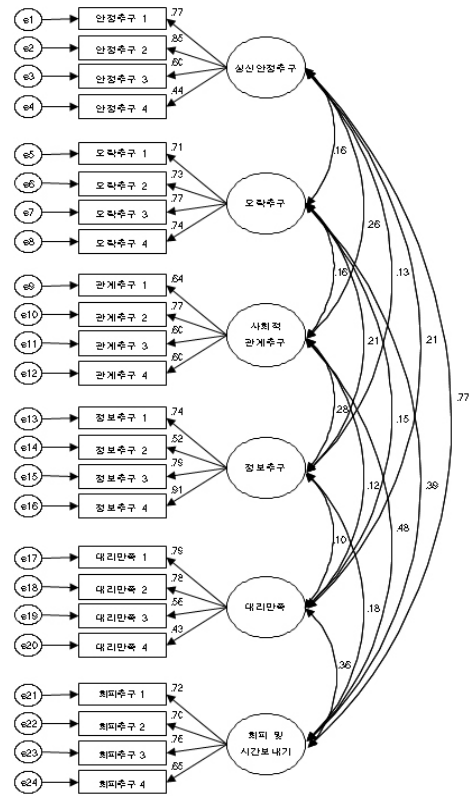 e1
안정추구 1
.77
e2
안정추구 2
.85
e3
안정추구 3
.60
e4
안정추구 4
.44
심신안정추구
e5
오락추구 1
.71
e6
오락추구 2
.73
e7
오락추구 3
.77
e8
오락추구 4
.74
오락추구
e9
관계추구 1
.64
e10
관계추구 2
.77
e11
관계추구 3
.60
e12
관계추구 4
.60
사회적
관계추구
e13
정보추구 1
.74
e14
정보추구 2
.52
e15
정보추구 3
.79
e16
정보추구 4
.91
정보추구
e17
대리만족 1
.79
e18
대리만족 2
.78
e19
대리만족 3
.56
e20
대리만족 4
.43
대리만족
e21
회피추구 1
.72
e22
회피추구 2
.70
e23
회피추구 3
.76
e24
회피추구 4
.65
회피 및
시간보내기
.16
.26
.13
.16
.21
.21
.77
.28
.15
.12
.39
.10
.48
.18
.36